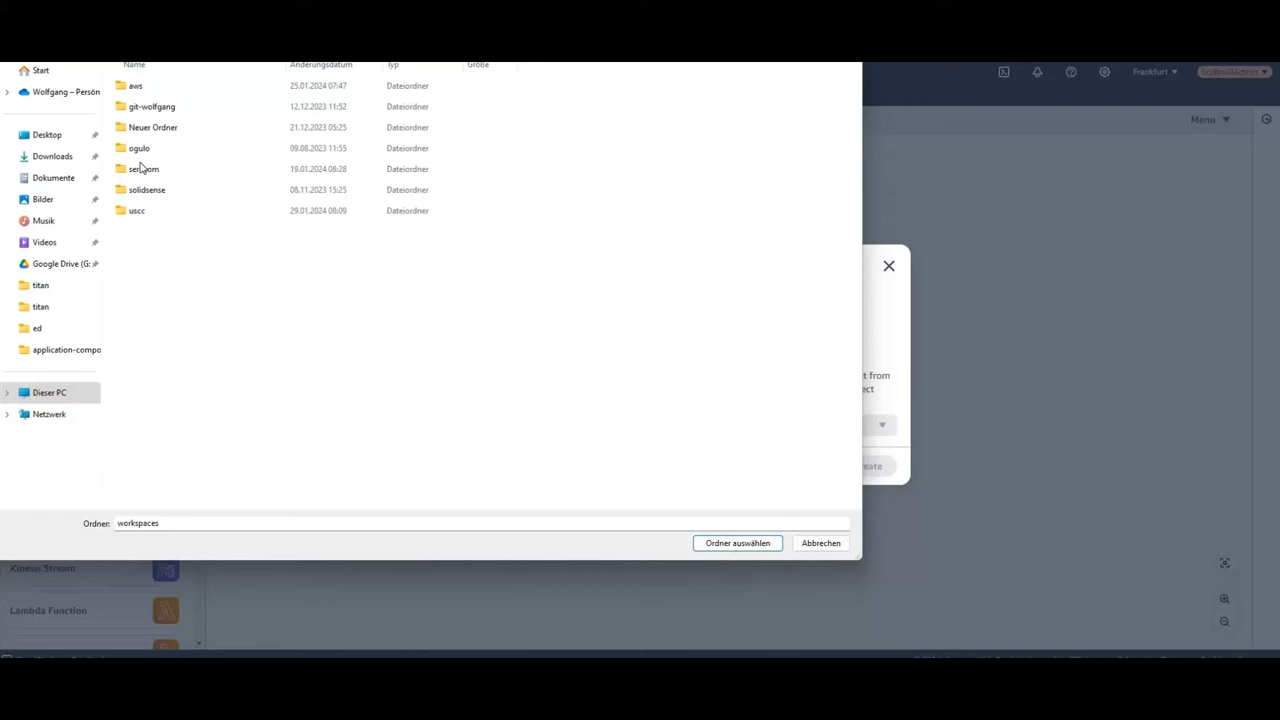 Name Änderungsdatum Typ Größe
Start
Wolfgang – Persön
Desktop
Downloads
Dokumente
Bilder
Musik
Videos
Google Drive (G:
titan
titan
ed
application-compo
Dieser PC
Netzwerk
aws 25.01.2024 07:47 Dateiordner
git-wolfgang 12.12.2023 11:52 Dateiordner
Neuer Ordner 21.12.2023 05:25 Dateiordner
ogulo 09.08.2023 11:55 Dateiordner
19.01.2024 08:28 Dateiordner
solidsense 08.11.2023 15:25 Dateiordner
uscc 29.01.2024 08:09 Dateiordner
Ordner: workspaces
Ordner auswählen Abbrechen
Frankfurt
Menu
t from
ect
eate
Kinesis Stream
Lambda Function